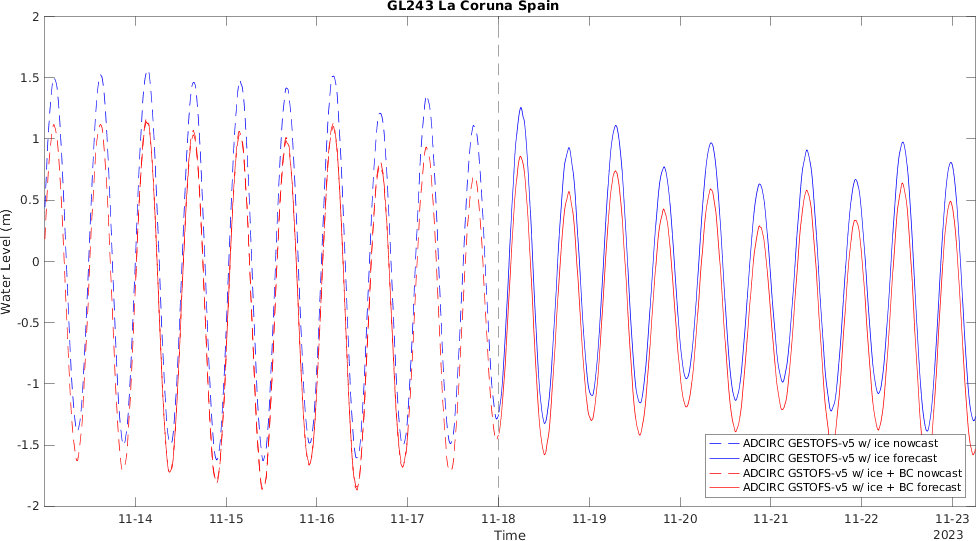 GL243 La Coruna Spain
2
1.5
1
0.5
0
-0.5
-1
-1.5
-2
Water Level (m)
ADCIRC GESTOFS-v5 w/ ice nowcast
ADCIRC GESTOFS-v5 w/ ice forecast
ADCIRC GSTOFS-v5 w/ ice + BC nowcast
ADCIRC GSTOFS-v5 w/ ice + BC forecast
11-14 11-15 11-16 11-17 11-18 11-19 11-20 11-21 11-22 11-23
Time 2023